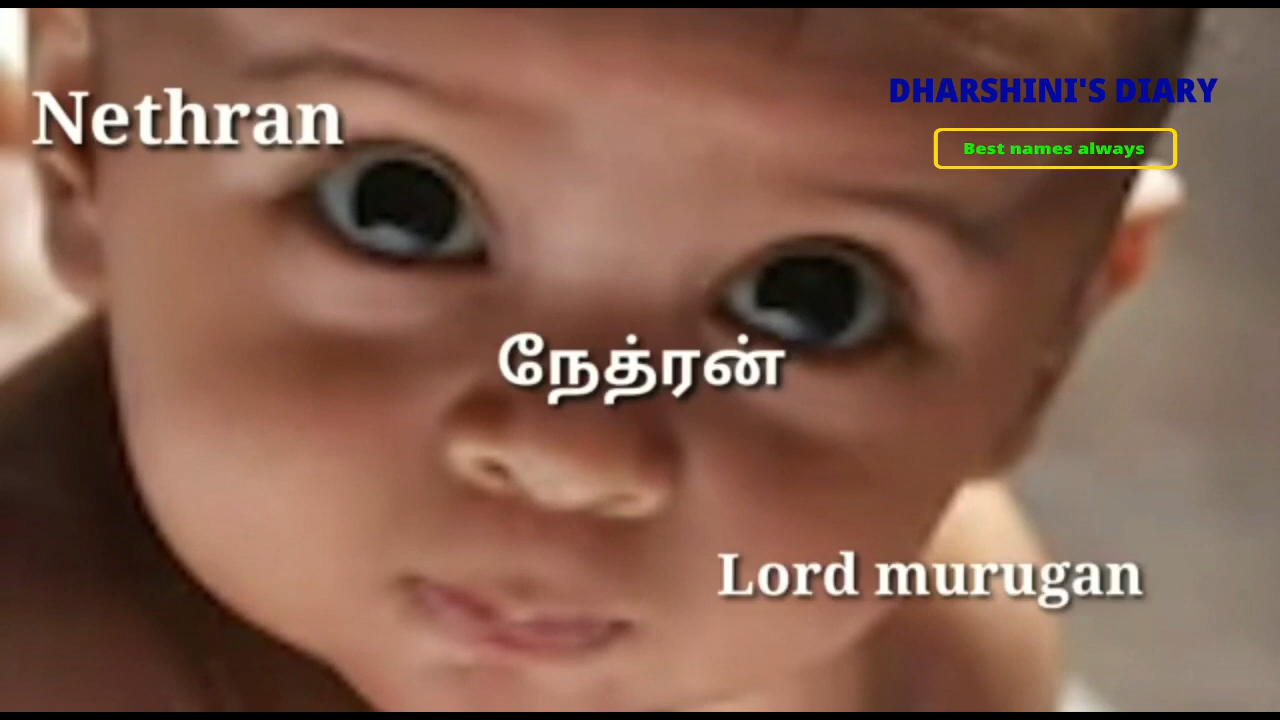 Nethran
DHARSHINI'S DIARY
Best names always
நேத்ரன்
Lord murugan